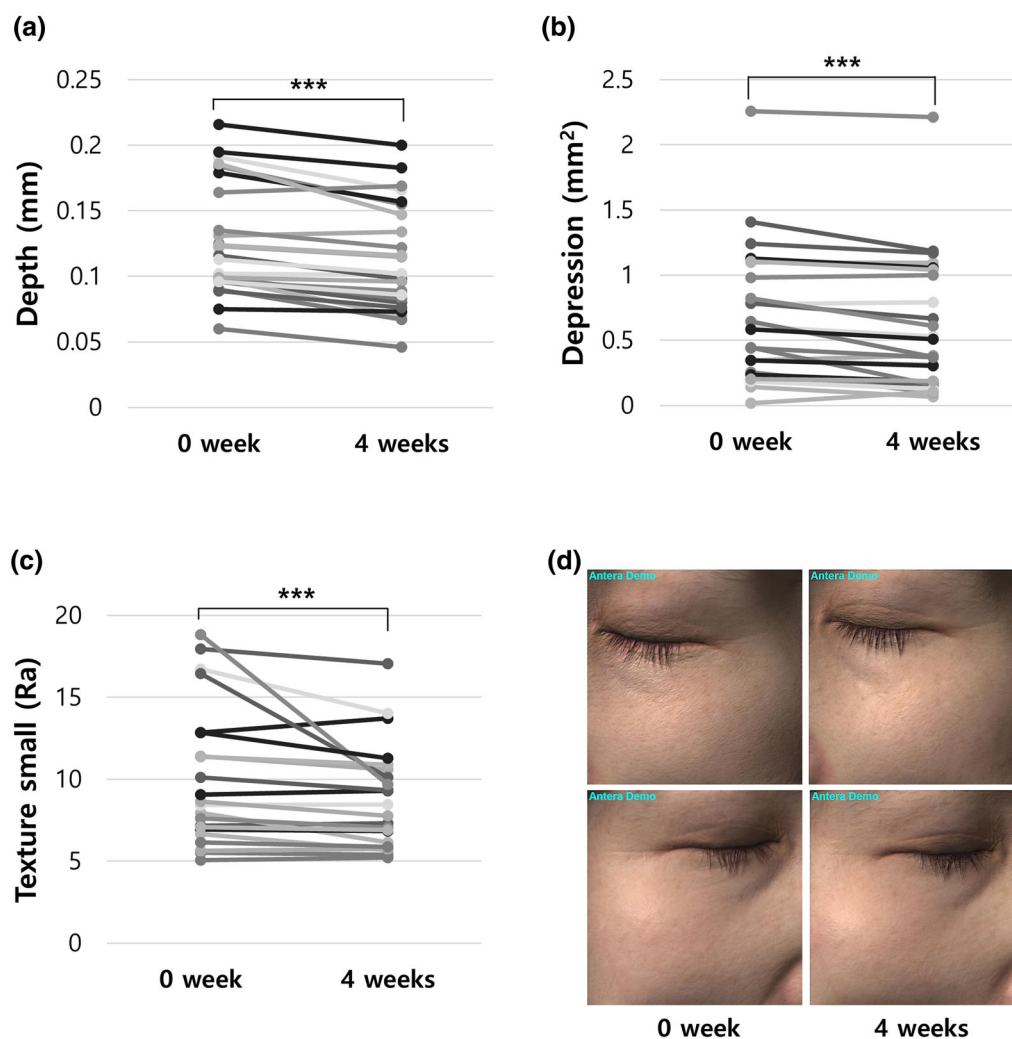 (a)
***
0.25
0.2
0.15
0.1
0.05
0
Depth (mm)
0 week 4 weeks
(b)
***
2.5
2
1.5
1
0.5
0
Depression (mm²)
0 week 4 weeks
(c)
***
20
15
10
5
0
Texture small (Ra)
0 week 4 weeks
(d)
Antera Demo Antera Demo
Antera Demo Antera Demo
0 week 4 weeks